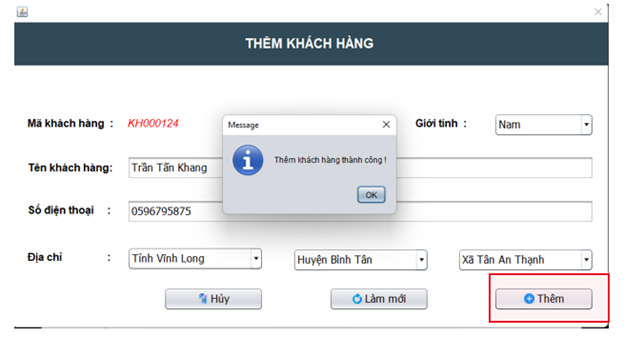 THÊM KHÁCH HÀNG
Mã khách hàng : KH000124 Giới tính : Nam
Message
Thêm khách hàng thành công !
OK
Tên khách hàng: Trần Tấn Khang
Số điện thoại : 0596795875
Địa chỉ : Tỉnh Vĩnh Long Huyện Bình Tân Xã Tân An Thạnh
Hủy Làm mới Thêm